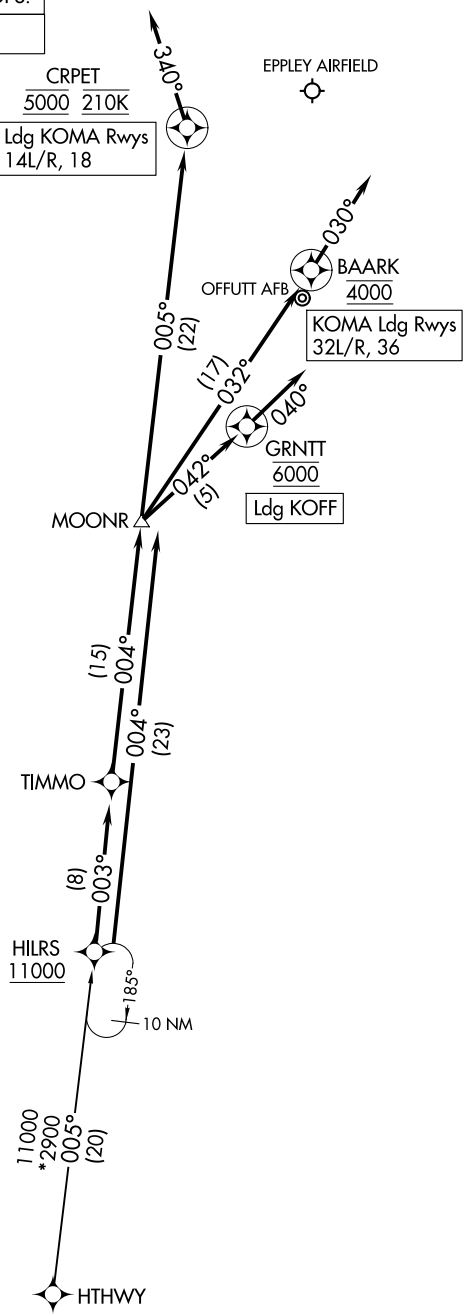 340°
CRPET
5000 210K
Ldg KOMA Rwys
14L/R, 18
EPPLEY AIRFIELD
030°
BAARK
4000
OFFUTT AFB
KOMA Ldg Rwys
32L/R, 36
005°
(22)
(17)
032°
040°
GRNTT
6000
Ldg KOFF
042°
(5)
MOONR
(15)
004°
004°
(23)
TIMMO
(8)
003°
HILRS
11000
185°
10 NM
11000
*2900
005°
(20)
HTHWY